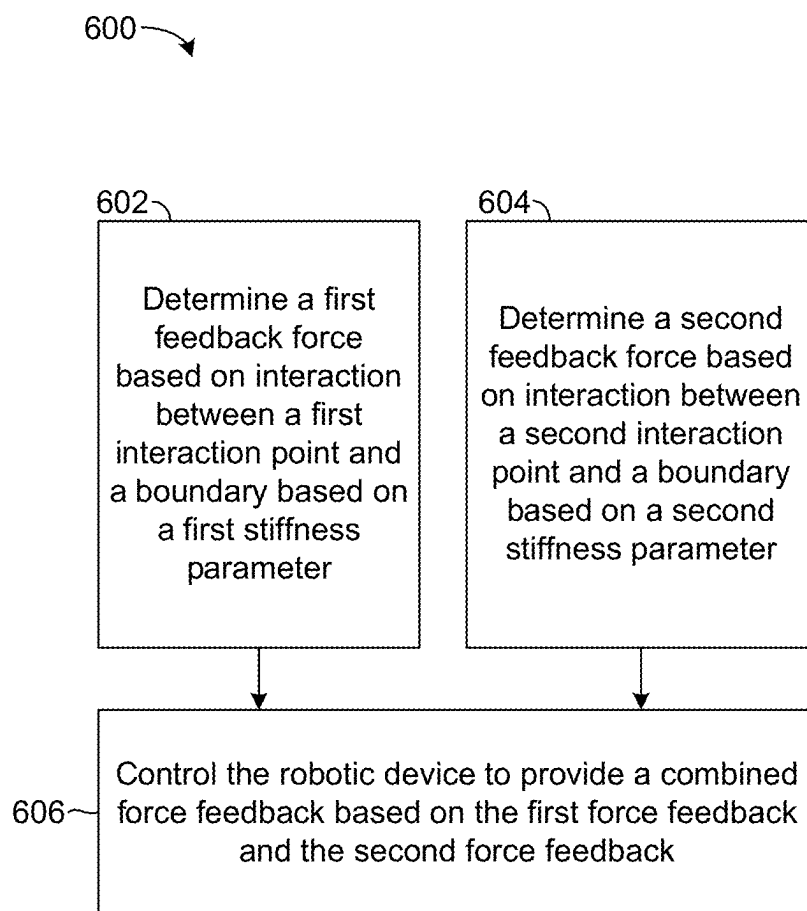 600
602
Determine a first
feedback force
based on interaction
between a first
interaction point and
a boundary based on
a first stiffness
parameter
604
Determine a second
feedback force based
on interaction between
a second interaction
point and a boundary
based on a second
stiffness parameter
606
Control the robotic device to provide a combined
force feedback based on the first force feedback
and the second force feedback